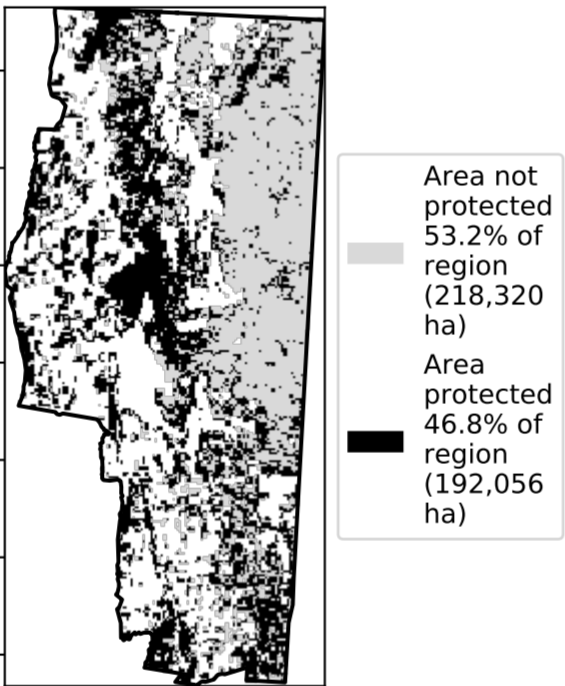 Area not
protected
53.2% of
region
(218,320
ha)
Area
protected
46.8% of
region
(192,056
ha)